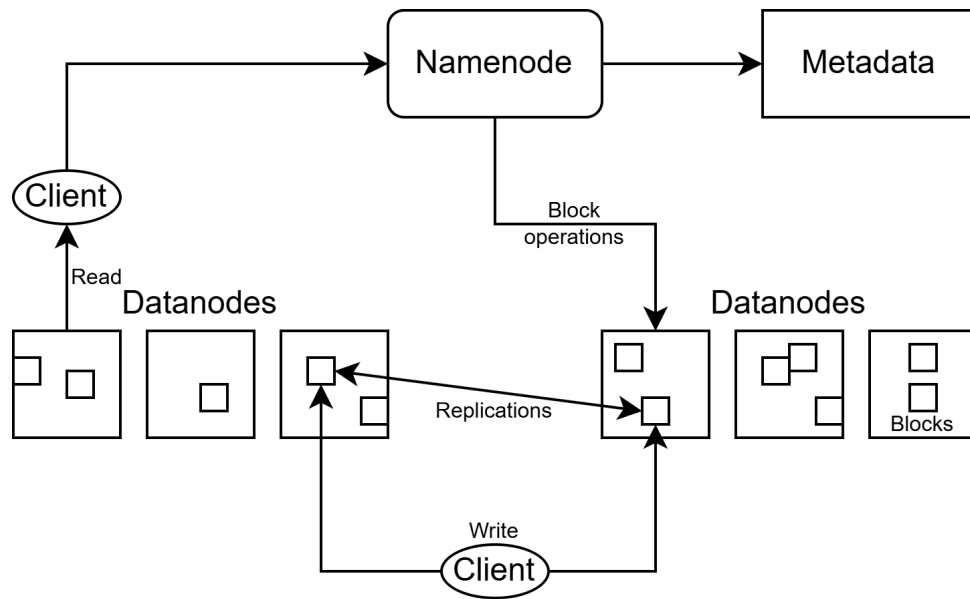 Namenode
Metadata
Client
Block
operations
Read
Datanodes
Datanodes
Replications
Blocks
Write
Client